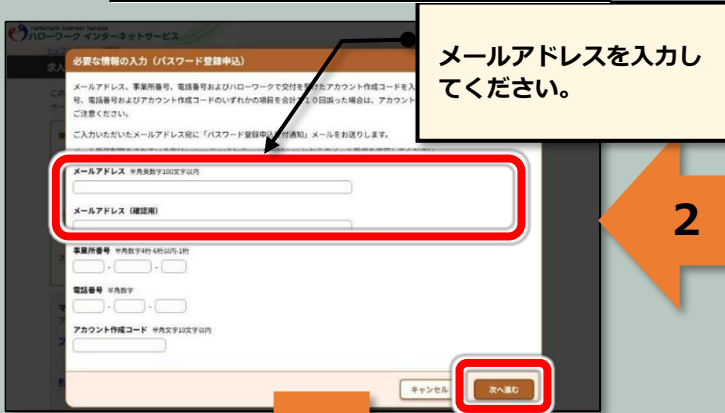 HelloWork Internet Service
ハローワーク インターネットサービス
メールアドレスを入力し
てください。
必要な情報の入力（パスワード登録申込）
メールアドレス、事業所番号、電話番号およびハローワークで交付を受けたアカウント作成コードを入
号、電話番号およびアカウント作成コードのいずれかの項目を合計で１０回誤った場合は、アカウント
ご注意ください。
ご入力いただいたメールアドレス宛に「パスワード登録申込受付通知」メールをお送りします。
メールアドレス 半角英数字100文字以内
メールアドレス（確認用）
2
事業所番号 半角数字4桁-6桁以内-1桁
- -
電話番号 半角数字
- -
アカウント作成コード 半角文字10文字以内
キャンセル
次へ進む